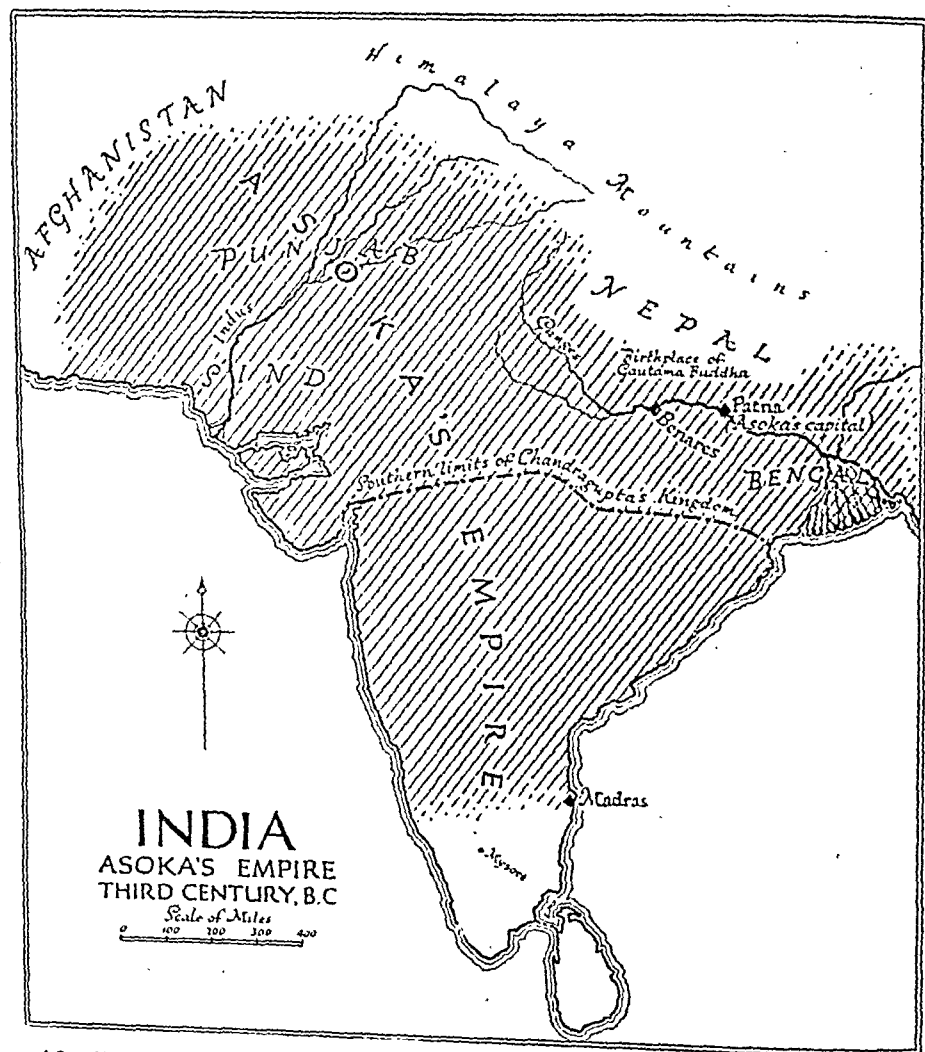 Himalaya Mountains
AFGHANISTAN
ASOKA'S EMPIRE
PUNJAB
NEPAL
Indus
SIND
Ganges
Birthplace of
Gautama Buddha
Patna
(Asoka's capital)
Benares
BENGAL
Southern limits of Chandragupta's Kingdom
Madras
Mysore
INDIA
ASOKA'S EMPIRE
THIRD CENTURY, B.C
Scale of Miles
0 100 200 300 400